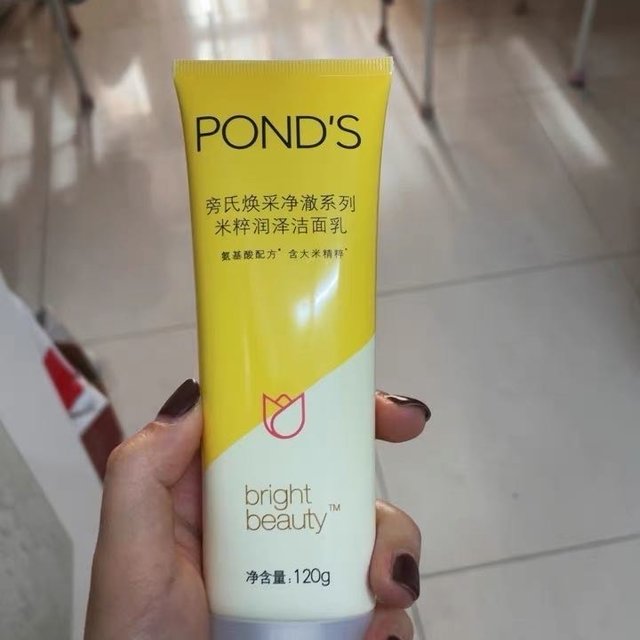 POND'S
旁氏焕采净澈系列
米粹润泽洁面乳
氨基酸配方* 含大米精粹*
bright
beauty™
净含量:120g